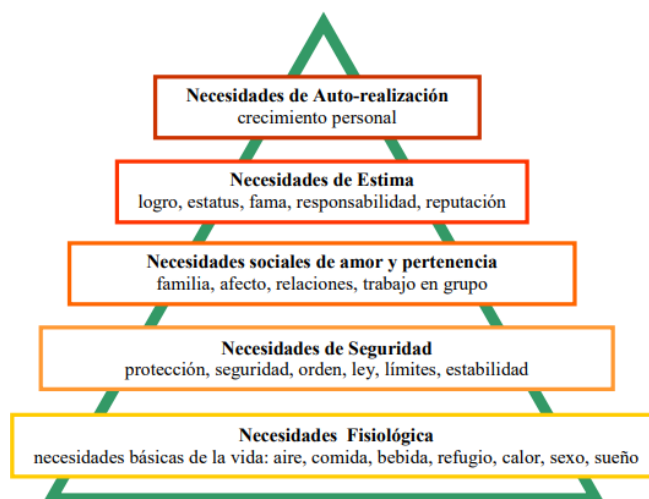 Necesidades de Auto-realización
crecimiento personal
Necesidades de Estima
logro, estatus, fama, responsabilidad, reputación
Necesidades sociales de amor y pertenencia
familia, afecto, relaciones, trabajo en grupo
Necesidades de Seguridad
protección, seguridad, orden, ley, límites, estabilidad
Necesidades Fisiológica
necesidades básicas de la vida: aire, comida, bebida, refugio, calor, sexo, sueño